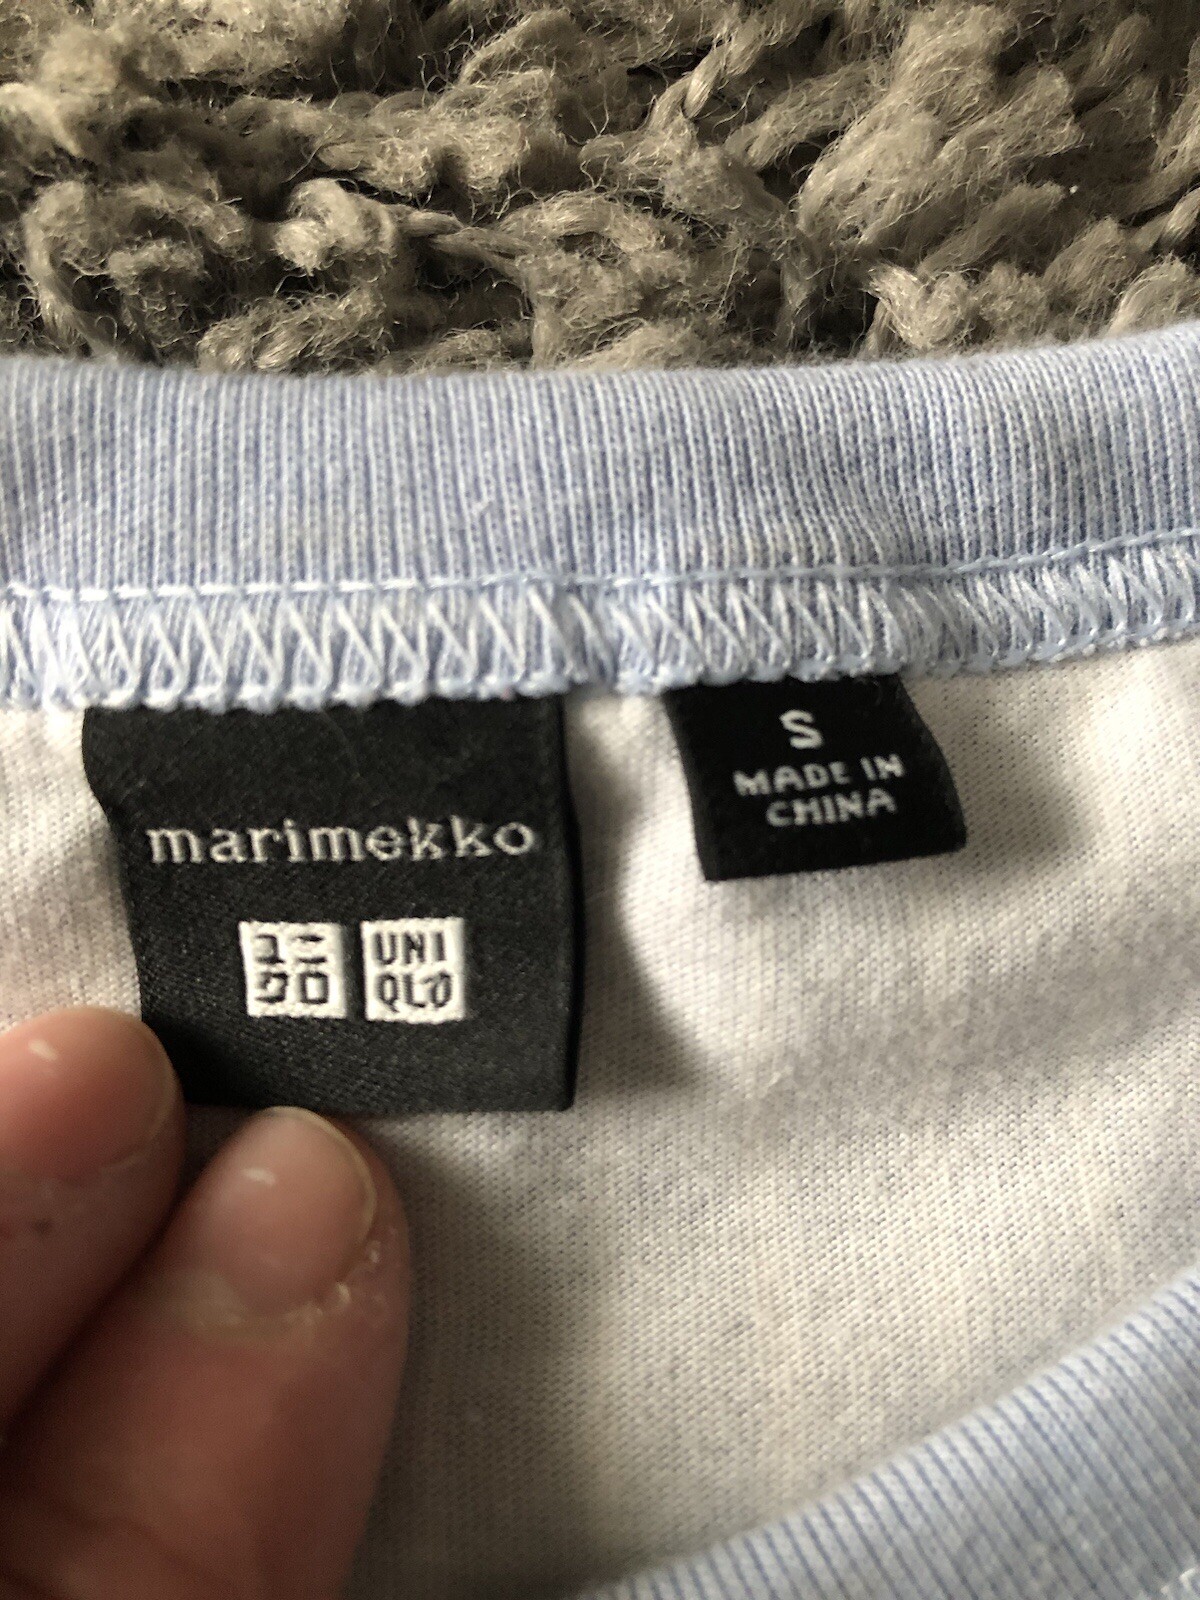 marimekko
ユニ
クロ
UNI
QLO
S
MADE IN
CHINA